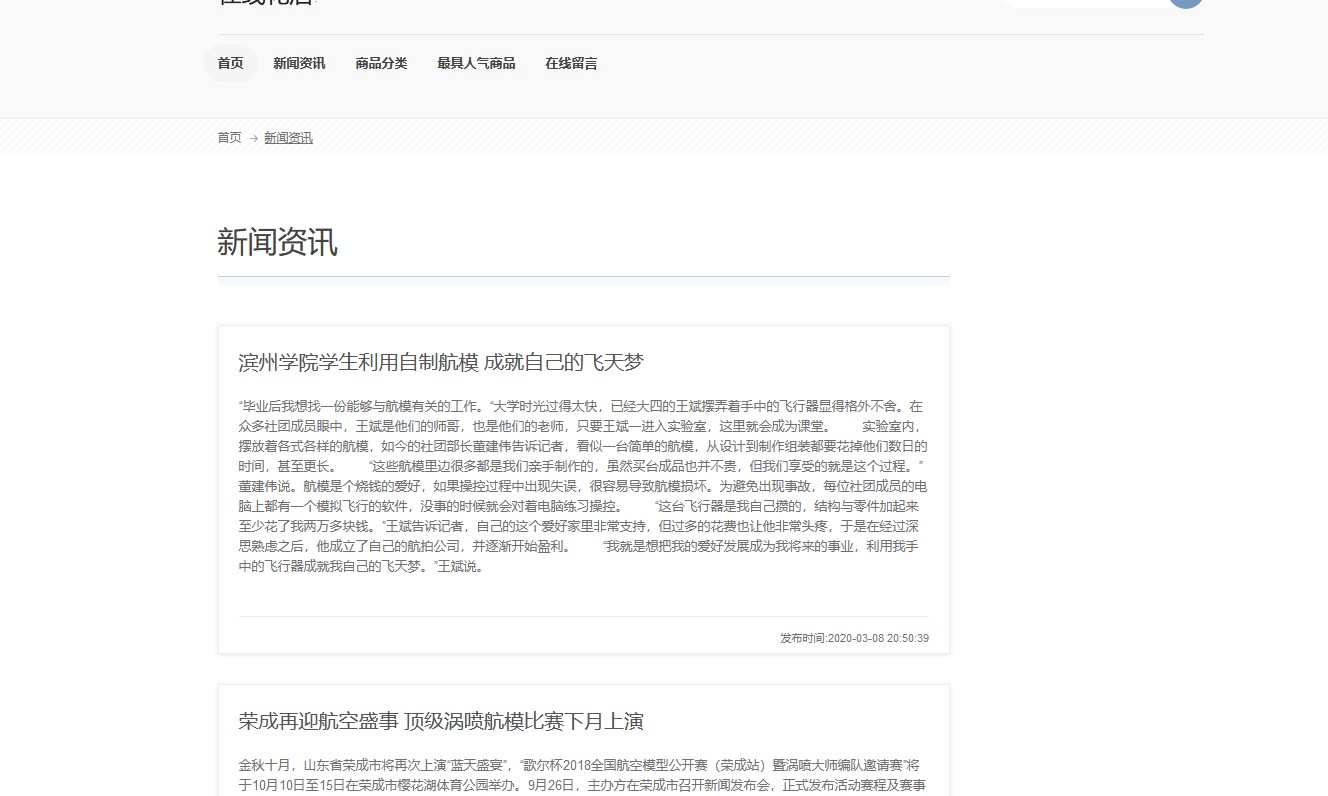 首页 新闻资讯 商品分类 最具人气商品 在线留言
首页 → 新闻资讯
新闻资讯
滨州学院学生利用自制航模 成就自己的飞天梦
“毕业后我想找一份能够与航模有关的工作。“大学时光过得太快，已经大四的王斌摆弄着手中的飞行器显得格外不舍。在
众多社团成员眼中，王斌是他们的师哥，也是他们的老师，只要王斌一进入实验室，这里就会成为课堂。　　实验室内，
摆放着各式各样的航模，如今的社团部长董建伟告诉记者，看似一台简单的航模，从设计到制作组装都要花掉他们数日的
时间，甚至更长。　　“这些航模里边很多都是我们亲手制作的，虽然买台成品也并不贵，但我们享受的就是这个过程。”
董建伟说。航模是个烧钱的爱好，如果操控过程中出现失误，很容易导致航模损坏。为避免出现事故，每位社团成员的电
脑上都有一个模拟飞行的软件，没事的时候就会对着电脑练习操控。　　“这台飞行器是我自己攒的，结构与零件加起来
至少花了我两万多块钱。”王斌告诉记者，自己的这个爱好家里非常支持，但过多的花费也让他非常头疼，于是在经过深
思熟虑之后，他成立了自己的航拍公司，并逐渐开始盈利。　　“我就是想把我的爱好发展成为我将来的事业，利用我手
中的飞行器成就我自己的飞天梦。”王斌说。
发布时间:2020-03-08 20:50:39
荣成再迎航空盛事 顶级涡喷航模比赛下月上演
金秋十月，山东省荣成市将再次上演“蓝天盛宴”，“歌尔杯2018全国航空模型公开赛（荣成站）暨涡喷大师编队邀请赛”将
于10月10日至15日在荣成市樱花湖体育公园举办。9月26日，主办方在荣成市召开新闻发布会，正式发布活动赛程及赛事